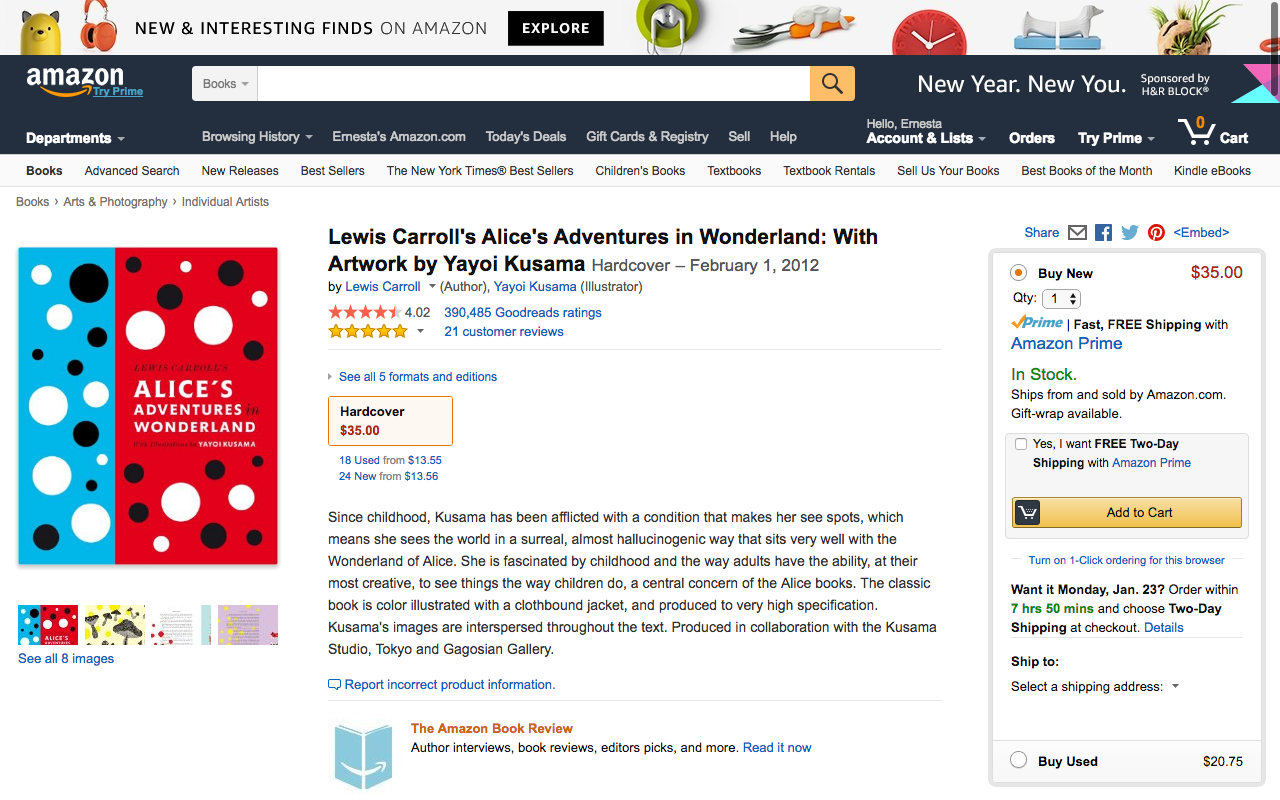 NEW & INTERESTING FINDS ON AMAZON EXPLORE
amazon
Try Prime
Books
New Year. New You. Sponsored by
H&R BLOCK®
Departments
Browsing History Ernesta's Amazon.com Today's Deals Gift Cards & Registry Sell Help
Hello, Ernesta
Account & Lists Orders Try Prime 0 Cart
Books Advanced Search New Releases Best Sellers The New York Times® Best Sellers Children's Books Textbooks Textbook Rentals Sell Us Your Books Best Books of the Month Kindle eBooks
Books › Arts & Photography › Individual Artists
LEWIS CARROLL'S
ALICE'S
ADVENTURES in
WONDERLAND
With Illustrations by YAYOI KUSAMA
ALICE'S
See all 8 images
Lewis Carroll's Alice's Adventures in Wonderland: With
Artwork by Yayoi Kusama Hardcover – February 1, 2012
by Lewis Carroll (Author), Yayoi Kusama (Illustrator)
4.02 390,485 Goodreads ratings
21 customer reviews
See all 5 formats and editions
Hardcover
$35.00
18 Used from $13.55
24 New from $13.56
Since childhood, Kusama has been afflicted with a condition that makes her see spots, which
means she sees the world in a surreal, almost hallucinogenic way that sits very well with the
Wonderland of Alice. She is fascinated by childhood and the way adults have the ability, at their
most creative, to see things the way children do, a central concern of the Alice books. The classic
book is color illustrated with a clothbound jacket, and produced to very high specification.
Kusama's images are interspersed throughout the text. Produced in collaboration with the Kusama
Studio, Tokyo and Gagosian Gallery.
Report incorrect product information.
The Amazon Book Review
Author interviews, book reviews, editors picks, and more. Read it now
Share <Embed>
Buy New $35.00
Qty: 1
Prime | Fast, FREE Shipping with
Amazon Prime
In Stock.
Ships from and sold by Amazon.com.
Gift-wrap available.
Yes, I want FREE Two-Day
Shipping with Amazon Prime
Add to Cart
Turn on 1-Click ordering for this browser
Want it Monday, Jan. 23? Order within
7 hrs 50 mins and choose Two-Day
Shipping at checkout. Details
Ship to:
Select a shipping address:
Buy Used $20.75